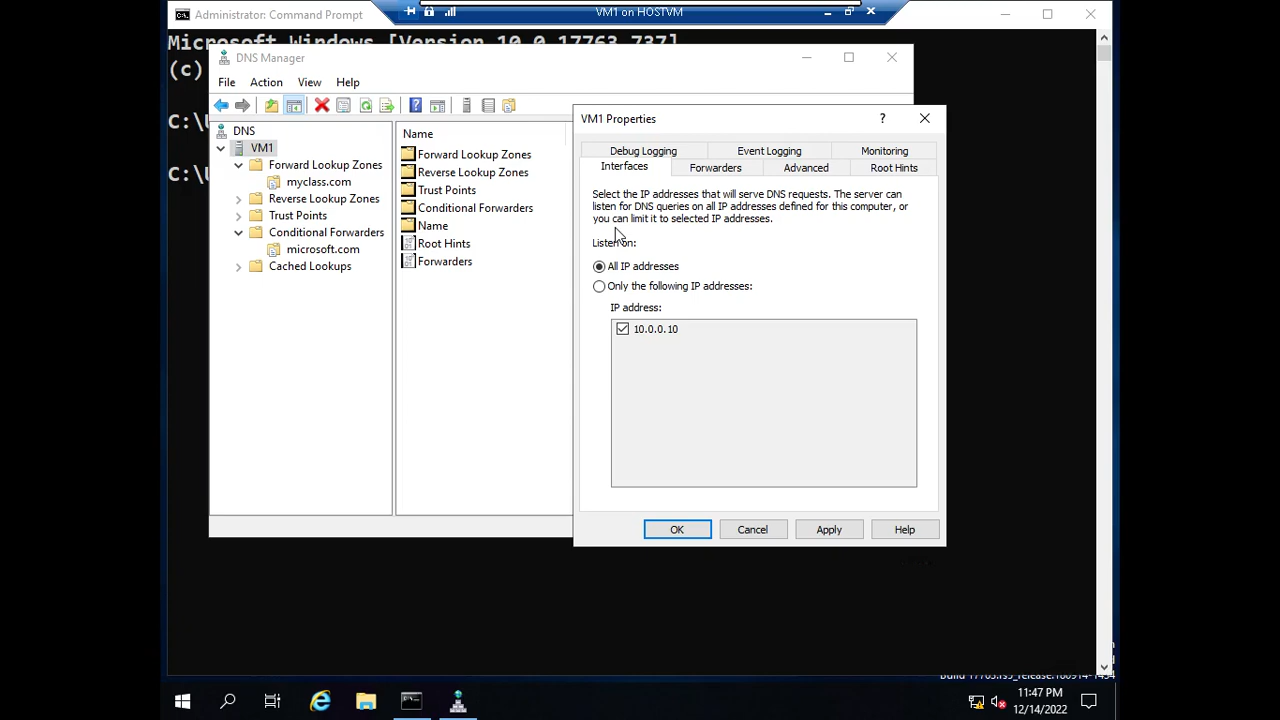 Administrator: Command Prompt
VM1 on HOSTVM
Microsoft Windows [Version 10.0.17763.737]
(c)
DNS Manager
File Action View Help
C:\
C:\
DNS
VM1
Forward Lookup Zones
myclass.com
Reverse Lookup Zones
Trust Points
Conditional Forwarders
microsoft.com
Cached Lookups
Name
Forward Lookup Zones
Reverse Lookup Zones
Trust Points
Conditional Forwarders
Name
Root Hints
Forwarders
VM1 Properties
Debug Logging Event Logging Monitoring
Interfaces Forwarders Advanced Root Hints
Select the IP addresses that will serve DNS requests. The server can
listen for DNS queries on all IP addresses defined for this computer, or
you can limit it to selected IP addresses.
Listen on:
All IP addresses
Only the following IP addresses:
IP address:
10.0.0.10
OK Cancel Apply Help
11:47 PM
12/14/2022